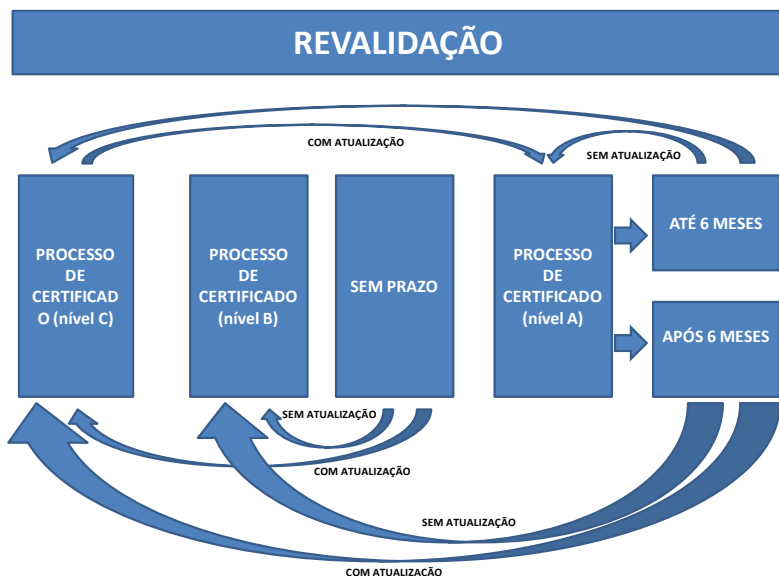 REVALIDAÇÃO
COM ATUALIZAÇÃO
SEM ATUALIZAÇÃO
PROCESSO
DE
CERTIFICAD
O (nível C)
PROCESSO
DE
CERTIFICADO
(nível B)
SEM PRAZO
PROCESSO
DE
CERTIFICADO
(nível A)
ATÉ 6 MESES
APÓS 6 MESES
SEM ATUALIZAÇÃO
COM ATUALIZAÇÃO
SEM ATUALIZAÇÃO
COM ATUALIZAÇÃO